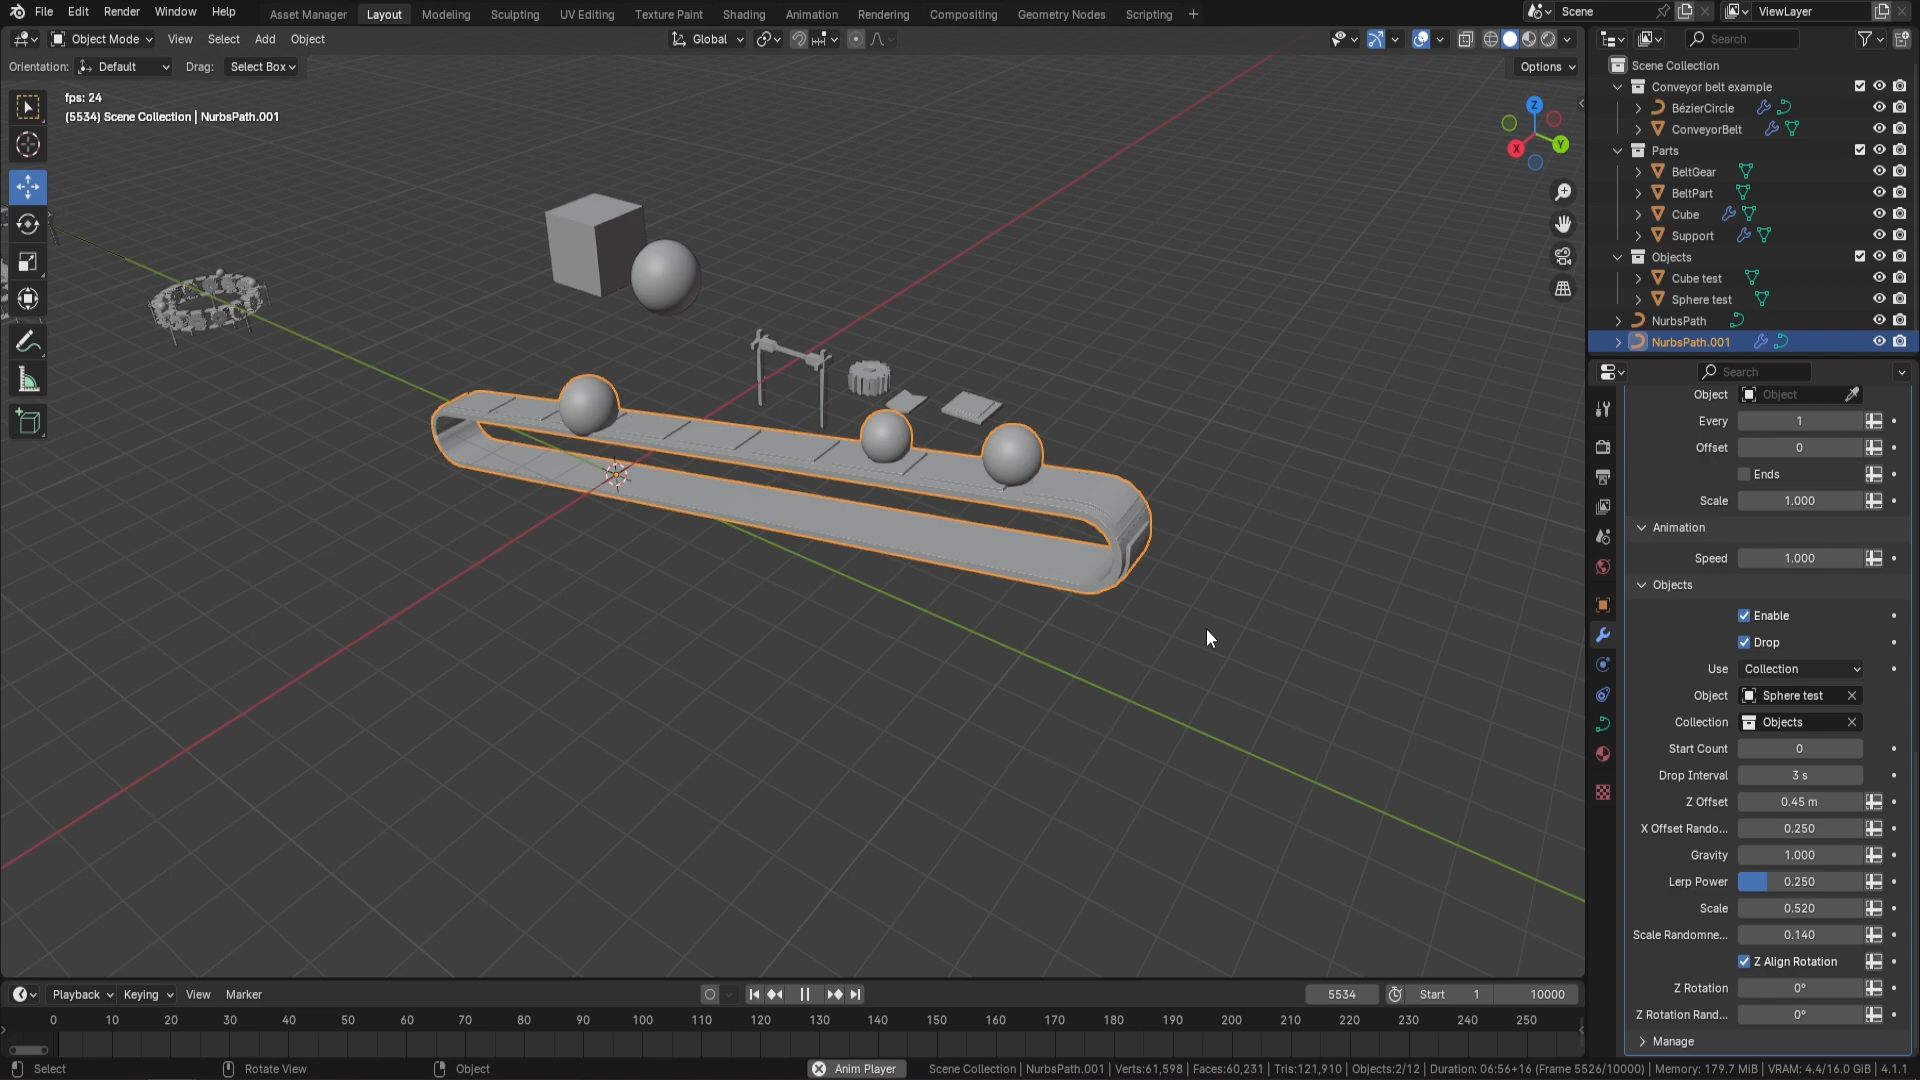 File Edit Render Window Help
Asset Manager Layout Modeling Sculpting UV Editing Texture Paint Shading Animation Rendering Compositing Geometry Nodes Scripting +
Scene ViewLayer
Object Mode View Select Add Object
Global
Search
Orientation: Default Drag: Select Box
Options
fps: 24
(5534) Scene Collection | NurbsPath.001
Z
X
Y
Scene Collection
Conveyor belt example
BézierCircle
ConveyorBelt
Parts
BeltGear
BeltPart
Cube
Support
Objects
Cube test
Sphere test
NurbsPath
NurbsPath.001
Search
Object Object
Every 1
Offset 0
Ends
Scale 1.000
Animation
Speed 1.000
Objects
Enable
Drop
Use Collection
Object Sphere test
Collection Objects
Start Count 0
Drop Interval 3 s
Z Offset 0.45 m
X Offset Rando... 0.250
Gravity 1.000
Lerp Power 0.250
Scale 0.520
Scale Randomne... 0.140
Z Align Rotation
Z Rotation 0°
Z Rotation Rand... 0°
Manage
Playback Keying View Marker
5534 Start 1 10000
0 10 20 30 40 50 60 70 80 90 100 110 120 130 140 150 160 170 180 190 200 210 220 230 240 250
Select Rotate View Object Anim Player Scene Collection | NurbsPath.001 | Verts:61,598 | Faces:60,231 | Tris:121,910 | Objects:2/12 | Duration: 06:56+16 (Frame 5526/10000) | Memory: 179.7 MiB | VRAM: 4.4/16.0 GiB | 4.1.1